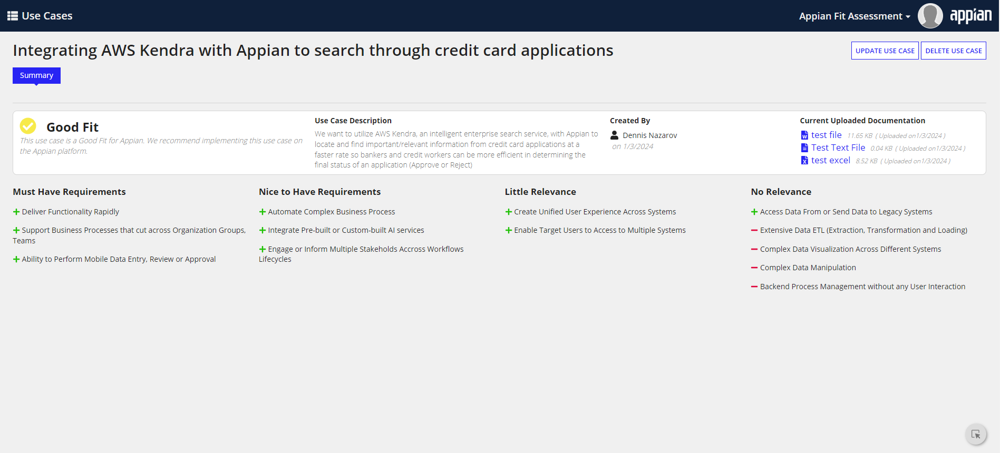 Use Cases
Appian Fit Assessment
appian
Integrating AWS Kendra with Appian to search through credit card applications
UPDATE USE CASE
DELETE USE CASE
Summary
Good Fit
This use case is a Good Fit for Appian. We recommend implementing this use case on
the Appian platform.
Use Case Description
We want to utilize AWS Kendra, an intelligent enterprise search service, with Appian to
locate and find important/relevant information from credit card applications at a
faster rate so bankers and credit workers can be more efficient in determining the
final status of an application (Approve or Reject)
Created By
Dennis Nazarov
on 1/3/2024
Current Uploaded Documentation
test file 11.65 KB ( Uploaded on1/3/2024 )
Test Text File 0.04 KB ( Uploaded on1/3/2024 )
test excel 8.52 KB ( Uploaded on1/3/2024 )
Must Have Requirements
Deliver Functionality Rapidly
Support Business Processes that cut across Organization Groups,
Teams
Ability to Perform Mobile Data Entry, Review or Approval
Nice to Have Requirements
Automate Complex Business Process
Integrate Pre-built or Custom-built AI services
Engage or Inform Multiple Stakeholds Accross Workflows
Lifecycles
Little Relevance
Create Unified User Experience Across Systems
Enable Target Users to Access to Multiple Systems
No Relevance
Access Data From or Send Data to Legacy Systems
Extensive Data ETL (Extraction, Transformation and Loading)
Complex Data Visualization Across Different Systems
Complex Data Manipulation
Backend Process Management without any User Interaction